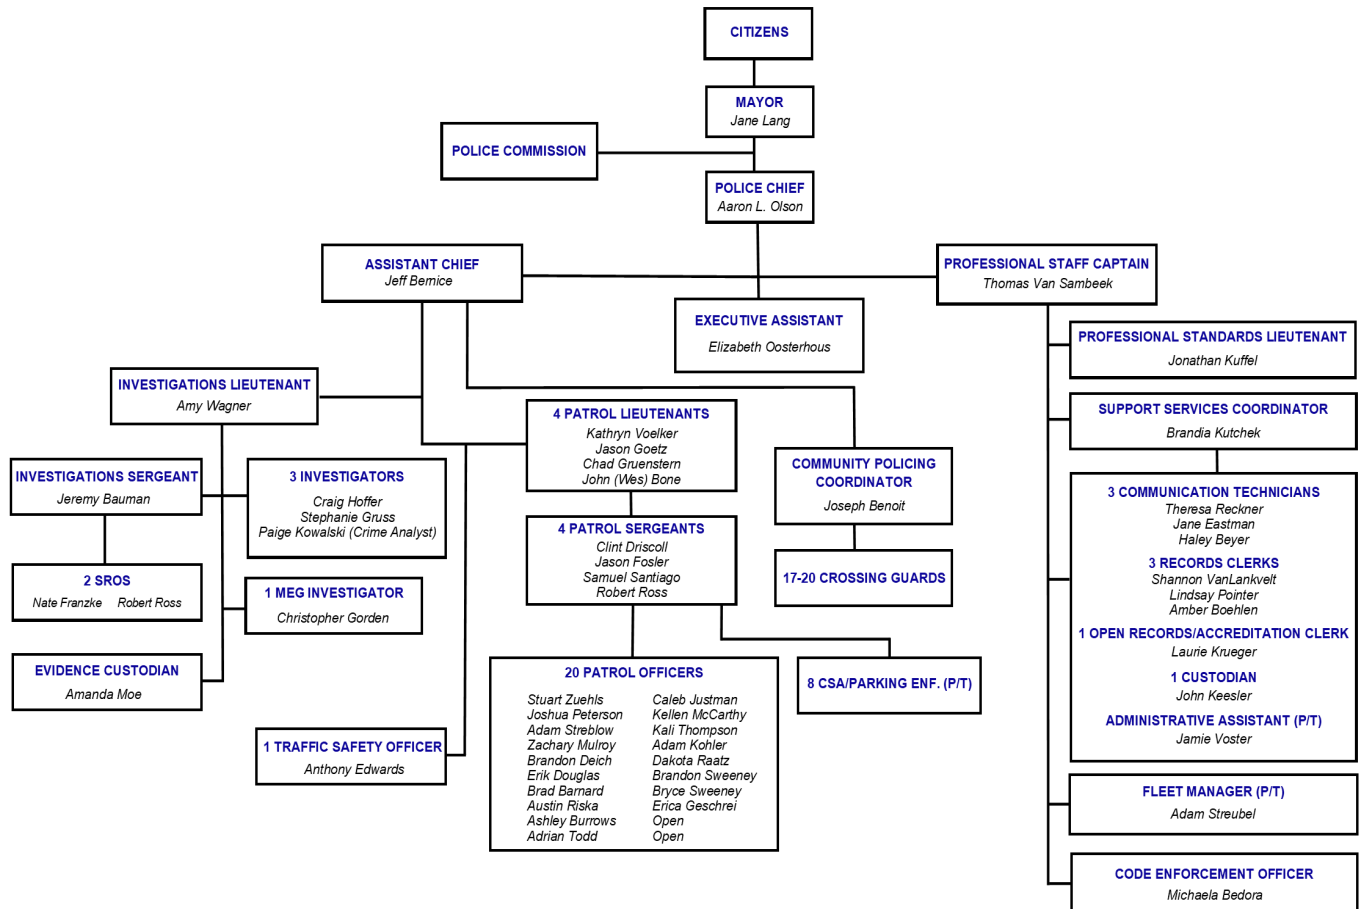 CITIZENS
MAYOR
Jane Lang
POLICE COMMISSION
POLICE CHIEF
Aaron L. Olson
ASSISTANT CHIEF
Jeff Bernice
PROFESSIONAL STAFF CAPTAIN
Thomas Van Sambeek
EXECUTIVE ASSISTANT
Elizabeth Oosterhous
PROFESSIONAL STANDARDS LIEUTENANT
Jonathan Kuffel
INVESTIGATIONS LIEUTENANT
Amy Wagner
4 PATROL LIEUTENANTS
Kathryn Voelker
Jason Goetz
Chad Gruenstern
John (Wes) Bone
SUPPORT SERVICES COORDINATOR
Brandia Kutchek
INVESTIGATIONS SERGEANT
Jeremy Bauman
3 INVESTIGATORS
Craig Hoffer
Stephanie Gruss
Paige Kowalski (Crime Analyst)
COMMUNITY POLICING
COORDINATOR
Joseph Benoit
4 PATROL SERGEANTS
Clint Driscoll
Jason Fosler
Samuel Santiago
Robert Ross
17-20 CROSSING GUARDS
2 SROS
Nate Franzke Robert Ross
1 MEG INVESTIGATOR
Christopher Gorden
EVIDENCE CUSTODIAN
Amanda Moe
1 TRAFFIC SAFETY OFFICER
Anthony Edwards
20 PATROL OFFICERS
Stuart Zuehls Caleb Justman
Joshua Peterson Kellen McCarthy
Adam Streblow Kali Thompson
Zachary Mulroy Adam Kohler
Brandon Deich Dakota Raatz
Erik Douglas Brandon Sweeney
Brad Barnard Bryce Sweeney
Austin Riska Erica Geschrei
Ashley Burrows Open
Adrian Todd Open
8 CSA/PARKING ENF. (P/T)
3 COMMUNICATION TECHNICIANS
Theresa Reckner
Jane Eastman
Haley Beyer
3 RECORDS CLERKS
Shannon VanLankvelt
Lindsay Pointer
Amber Boehlen
1 OPEN RECORDS/ACCREDITATION CLERK
Laurie Krueger
1 CUSTODIAN
John Keesler
ADMINISTRATIVE ASSISTANT (P/T)
Jamie Voster
FLEET MANAGER (P/T)
Adam Streubel
CODE ENFORCEMENT OFFICER
Michaela Bedora